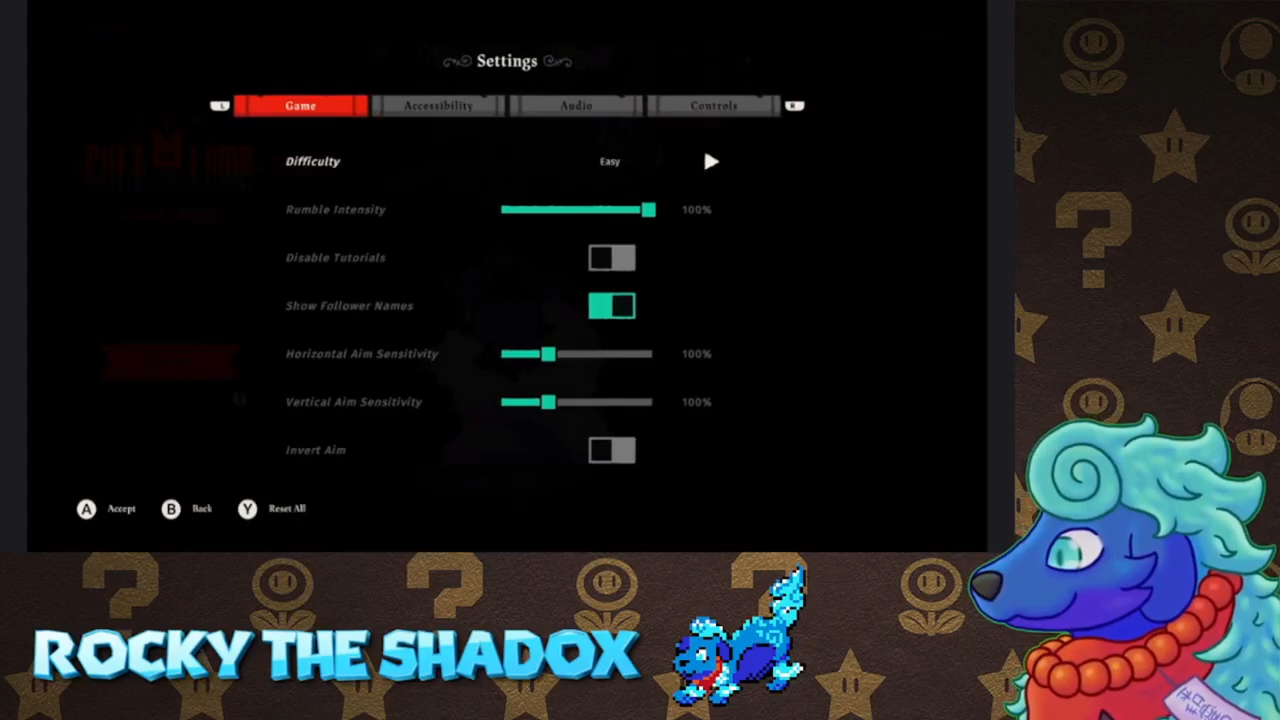 Settings
L Game Accessibility Audio Controls R
Difficulty Easy
Rumble Intensity 100%
Disable Tutorials
Show Follower Names
Horizontal Aim Sensitivity 100%
Vertical Aim Sensitivity 100%
Invert Aim
A Accept B Back Y Reset All
ROCKY THE SHADOX